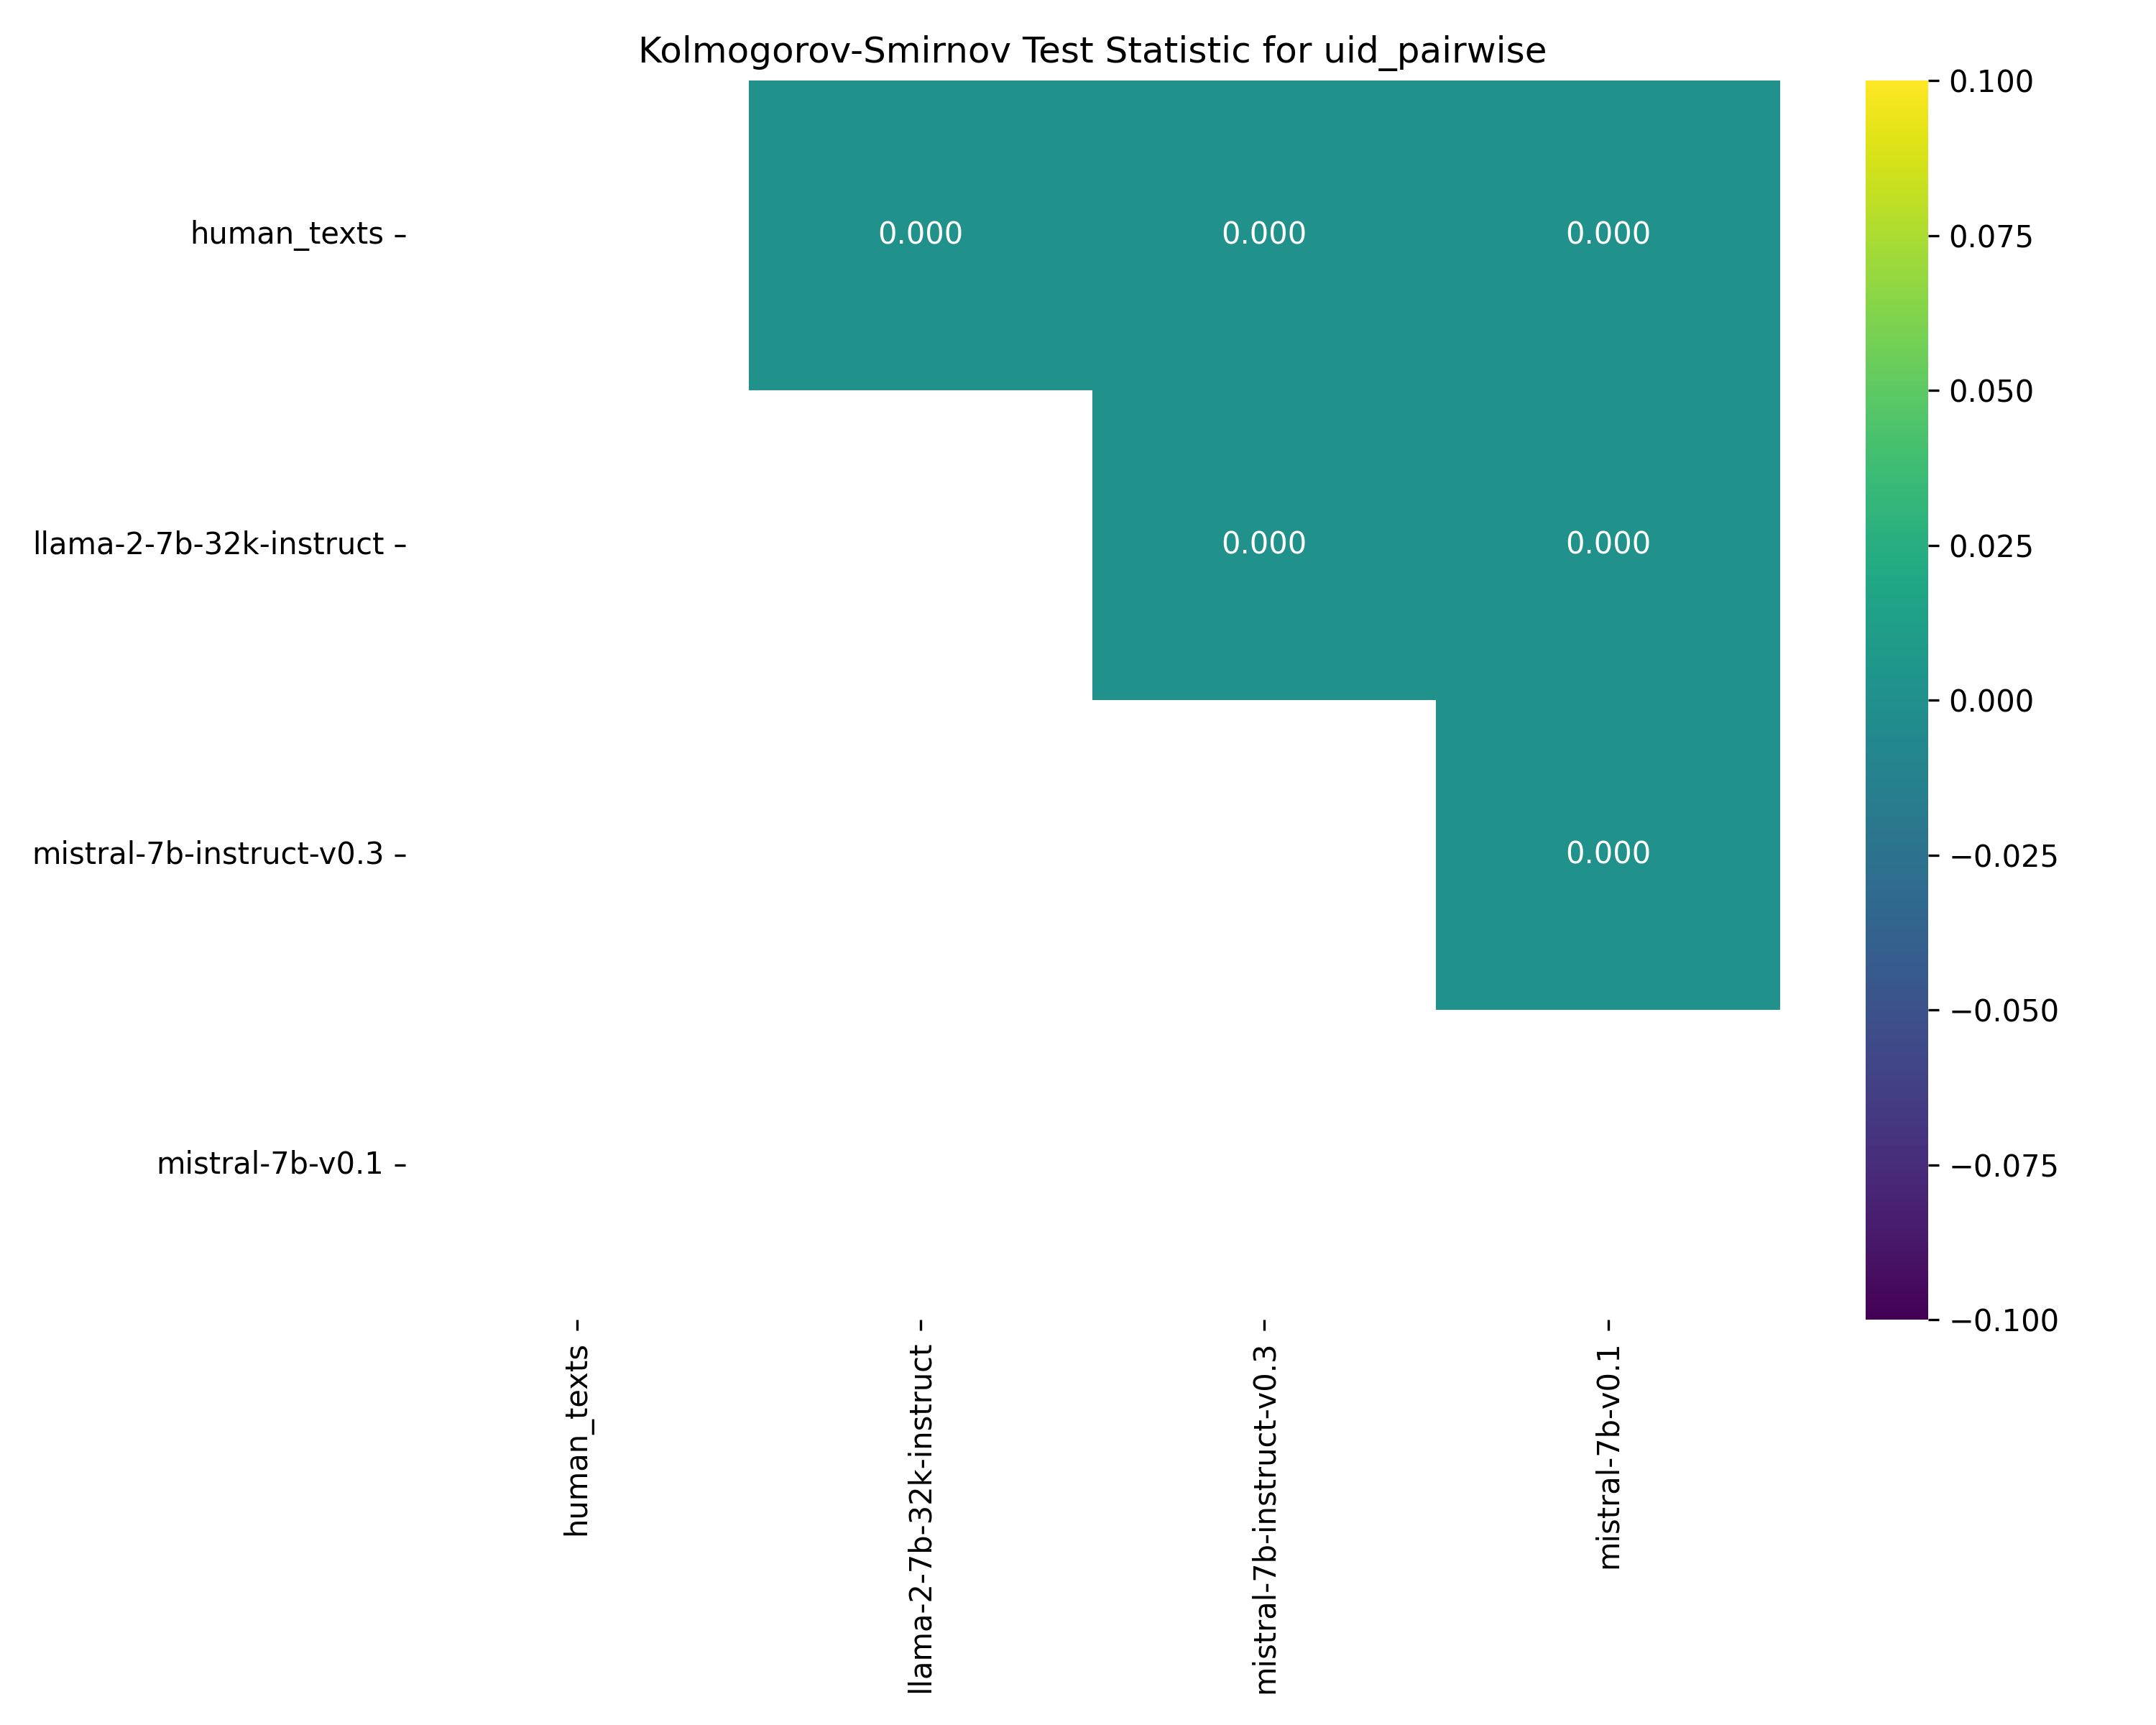 Kolmogorov-Smirnov Test Statistic for uid_pairwise
human_texts
0.000 0.000 0.000
llama-2-7b-32k-instruct
0.000 0.000
mistral-7b-instruct-v0.3
0.000
mistral-7b-v0.1
human_texts
llama-2-7b-32k-instruct
mistral-7b-instruct-v0.3
mistral-7b-v0.1
0.100
0.075
0.050
0.025
0.000
−0.025
−0.050
−0.075
−0.100